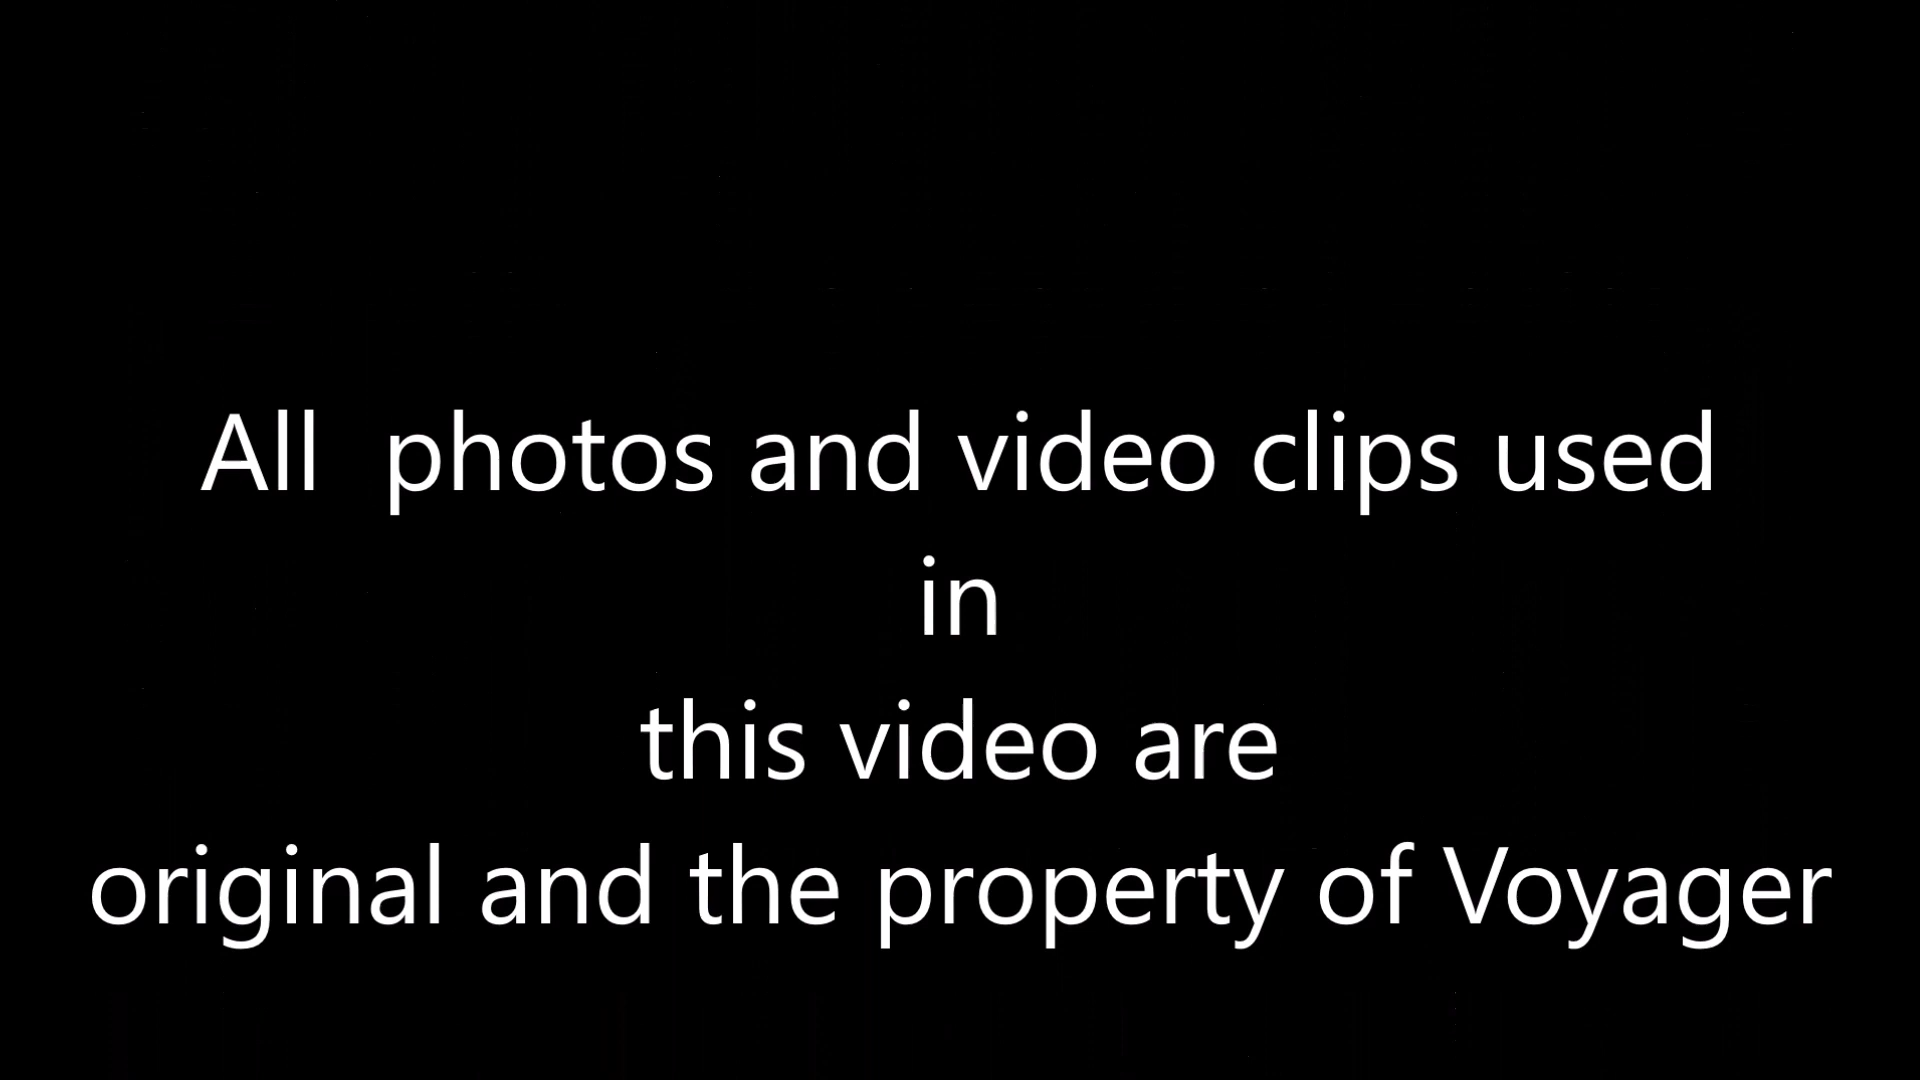 All  photos and video clips used
in
this video are
original and the property of Voyager